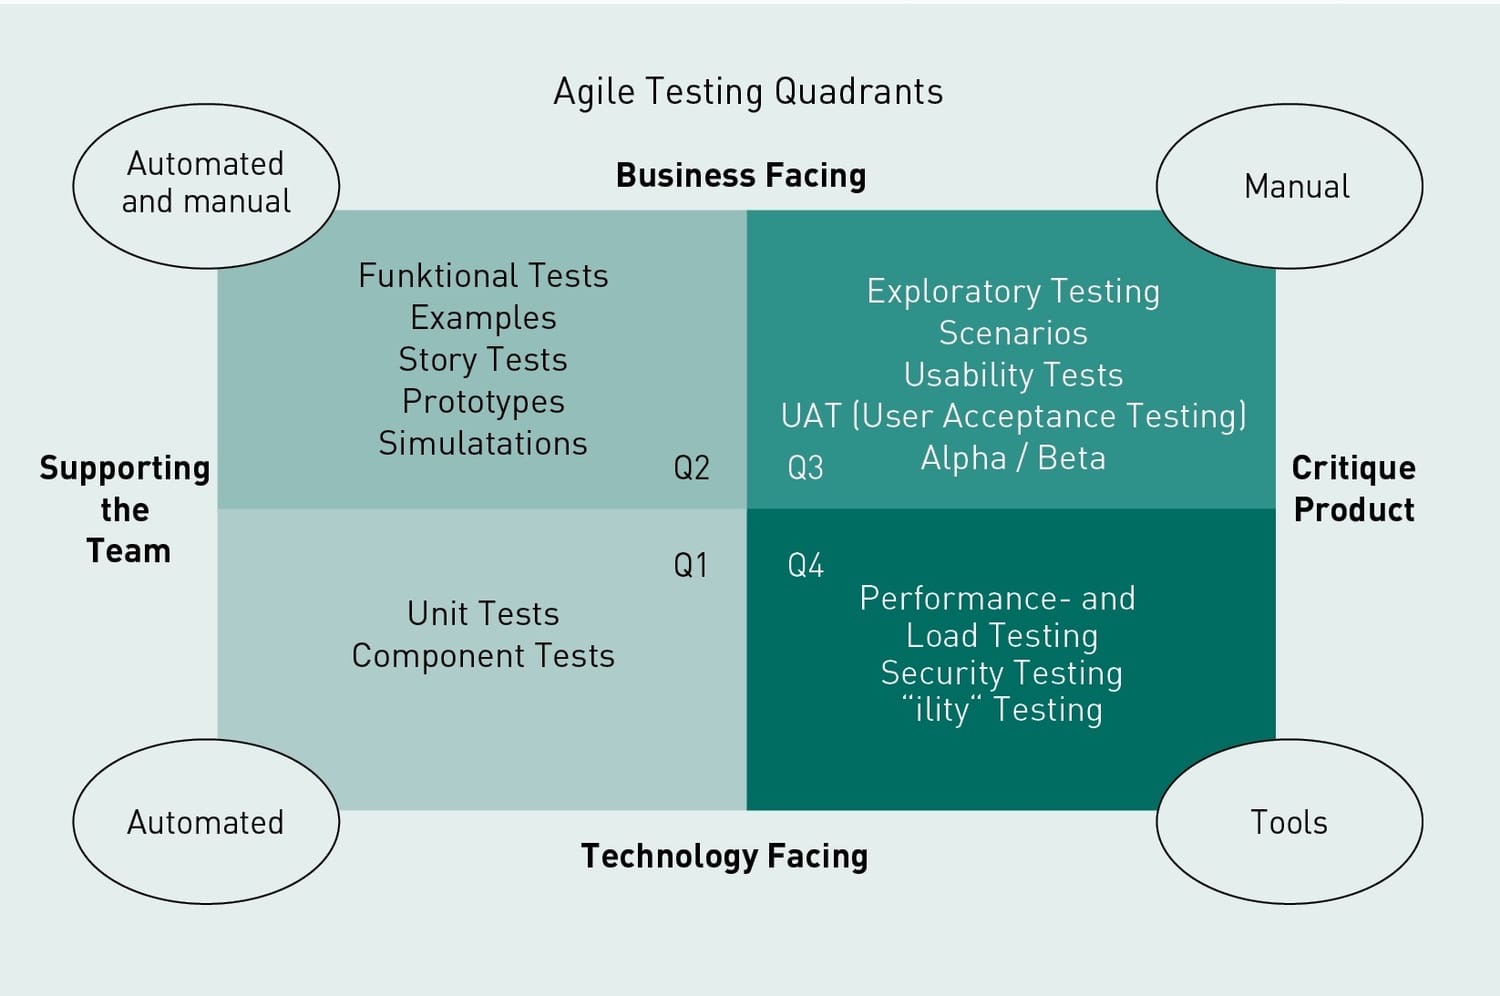 Agile Testing Quadrants
Automated
and manual
Business Facing
Manual
Funktional Tests
Examples
Story Tests
Prototypes
Simulatations
Q2
Exploratory Testing
Scenarios
Usability Tests
UAT (User Acceptance Testing)
Alpha / Beta
Q3
Supporting
the
Team
Critique
Product
Q1
Unit Tests
Component Tests
Q4
Performance- and
Load Testing
Security Testing
“ility“ Testing
Automated
Technology Facing
Tools